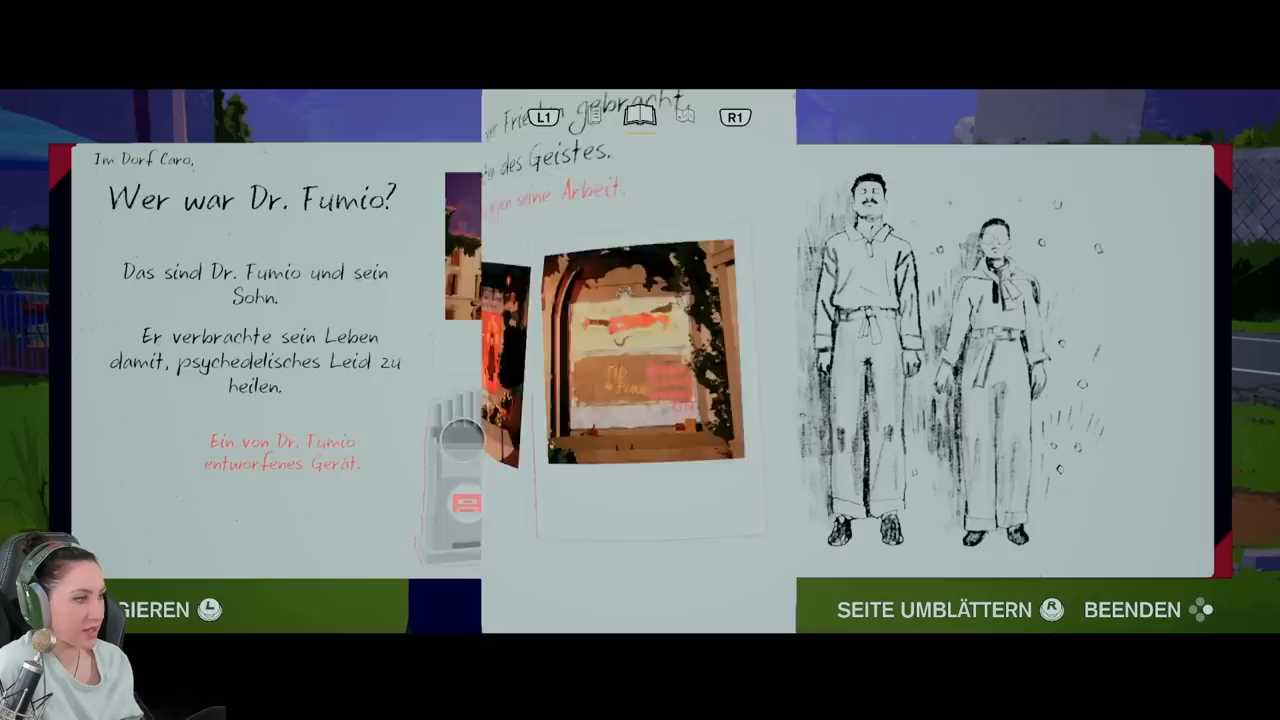 Im Dorf Caro,
Wer war Dr. Fumio?
Das sind Dr. Fumio und sein
Sohn.
Er verbrachte sein Leben
damit, psychedelisches Leid zu
heilen.
Ein von Dr. Fumio
entworfenes Gerät.
gebracht,
des Geistes.
seine Arbeit.
L1
R1
GIEREN L
SEITE UMBLÄTTERN R BEENDEN